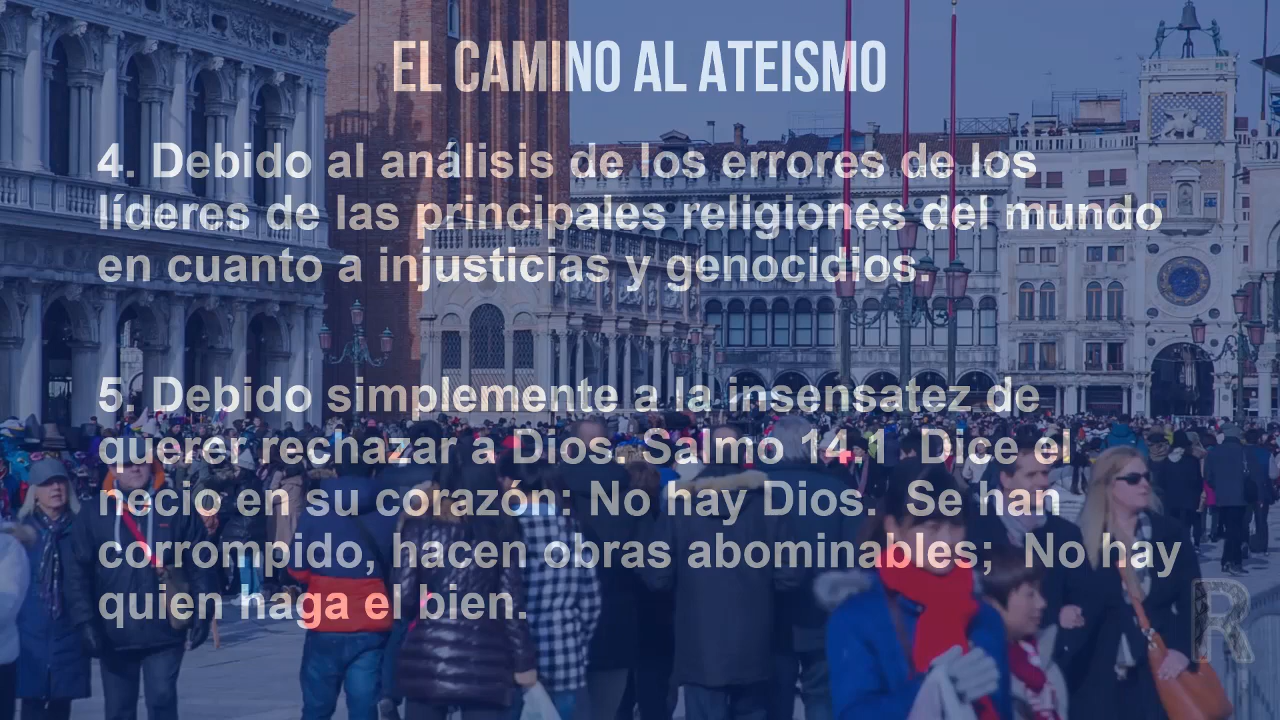 EL CAMINO AL ATEISMO
4. Debido al análisis de los errores de los
líderes de las principales religiones del mundo
en cuanto a injusticias y genocidios.
5. Debido simplemente a la insensatez de
querer rechazar a Dios. Salmo 14.1 Dice el
necio en su corazón: No hay Dios. Se han
corrompido, hacen obras abominables; No hay
quien haga el bien.
R